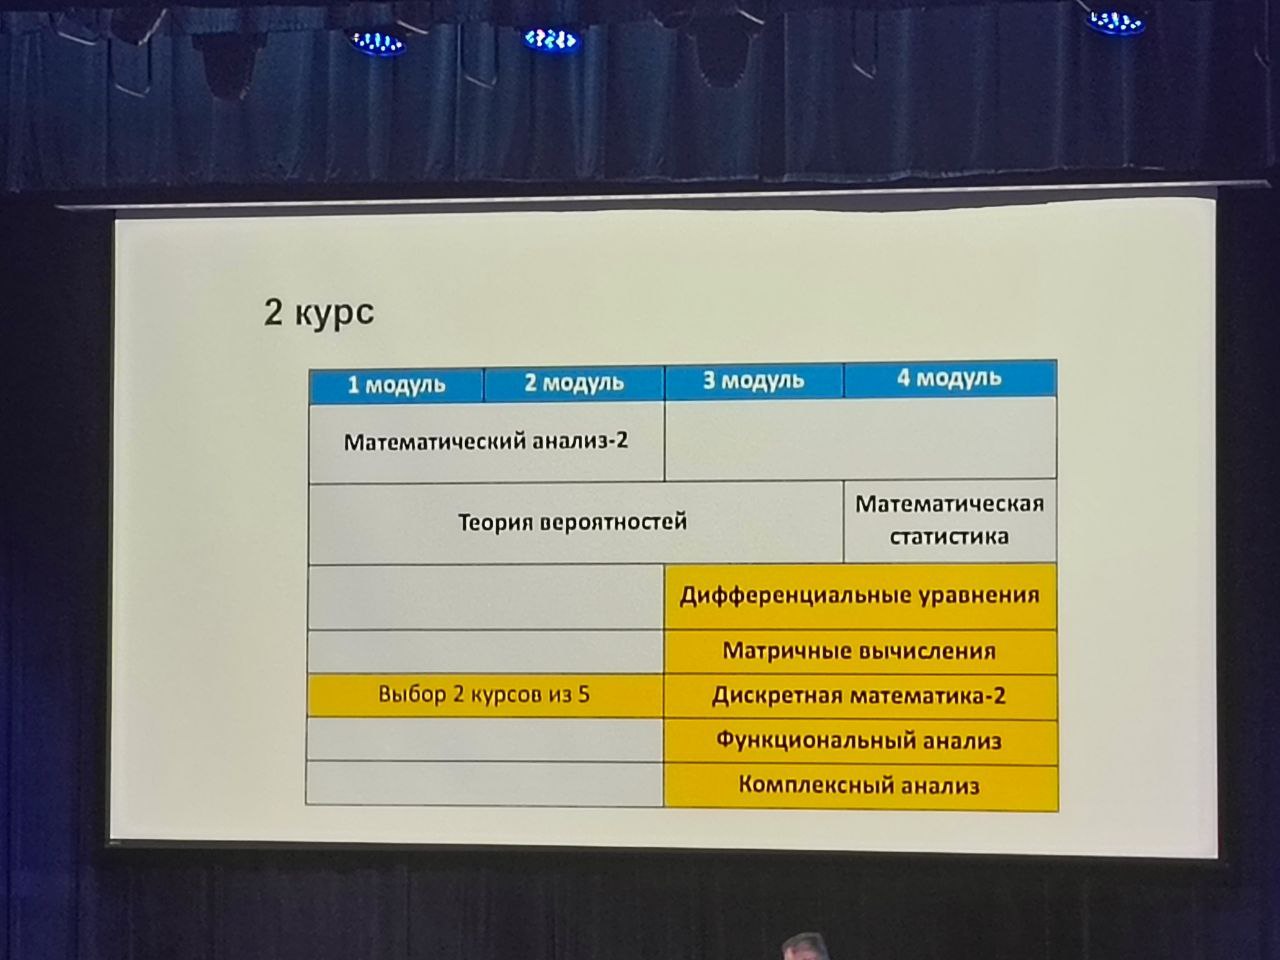 2 курс
1 модуль 2 модуль 3 модуль 4 модуль
Математический анализ-2
Теория вероятностей
Математическая
статистика
Дифференциальные уравнения
Матричные вычисления
Выбор 2 курсов из 5
Дискретная математика-2
Функциональный анализ
Комплексный анализ